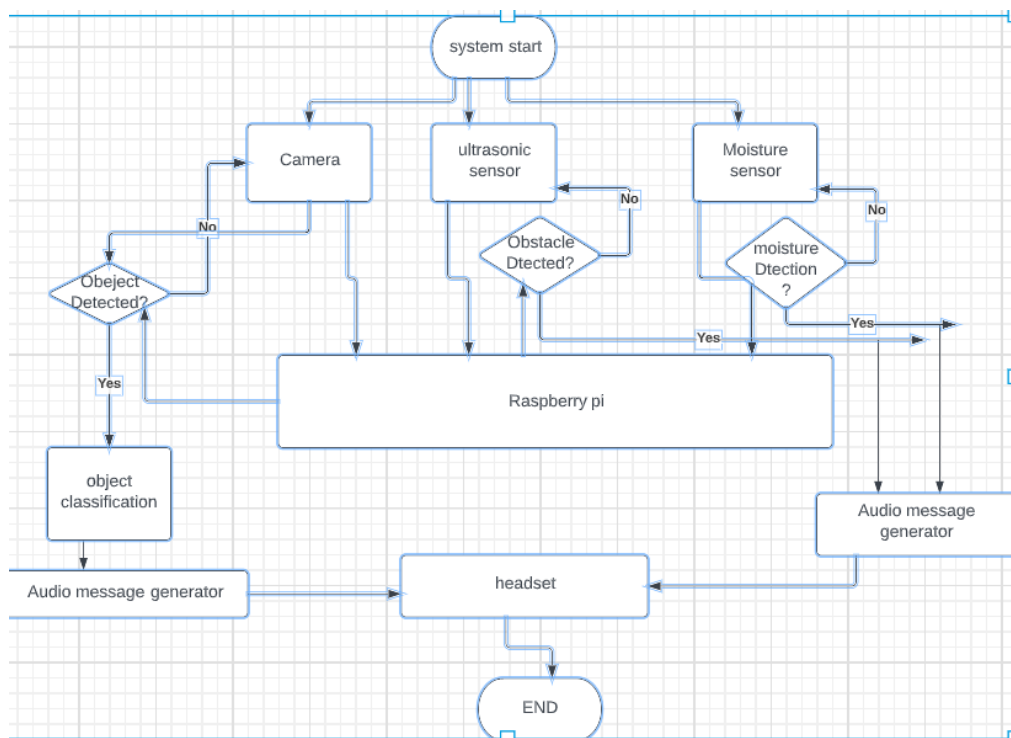 system start
Camera
ultrasonic
sensor
Moisture
sensor
No
No
No
Obeject
Detected?
Obstacle
Dtected?
moisture
Dtection
?
Yes
Yes
Yes
Raspberry pi
object
classification
Audio message
generator
Audio message generator
headset
END